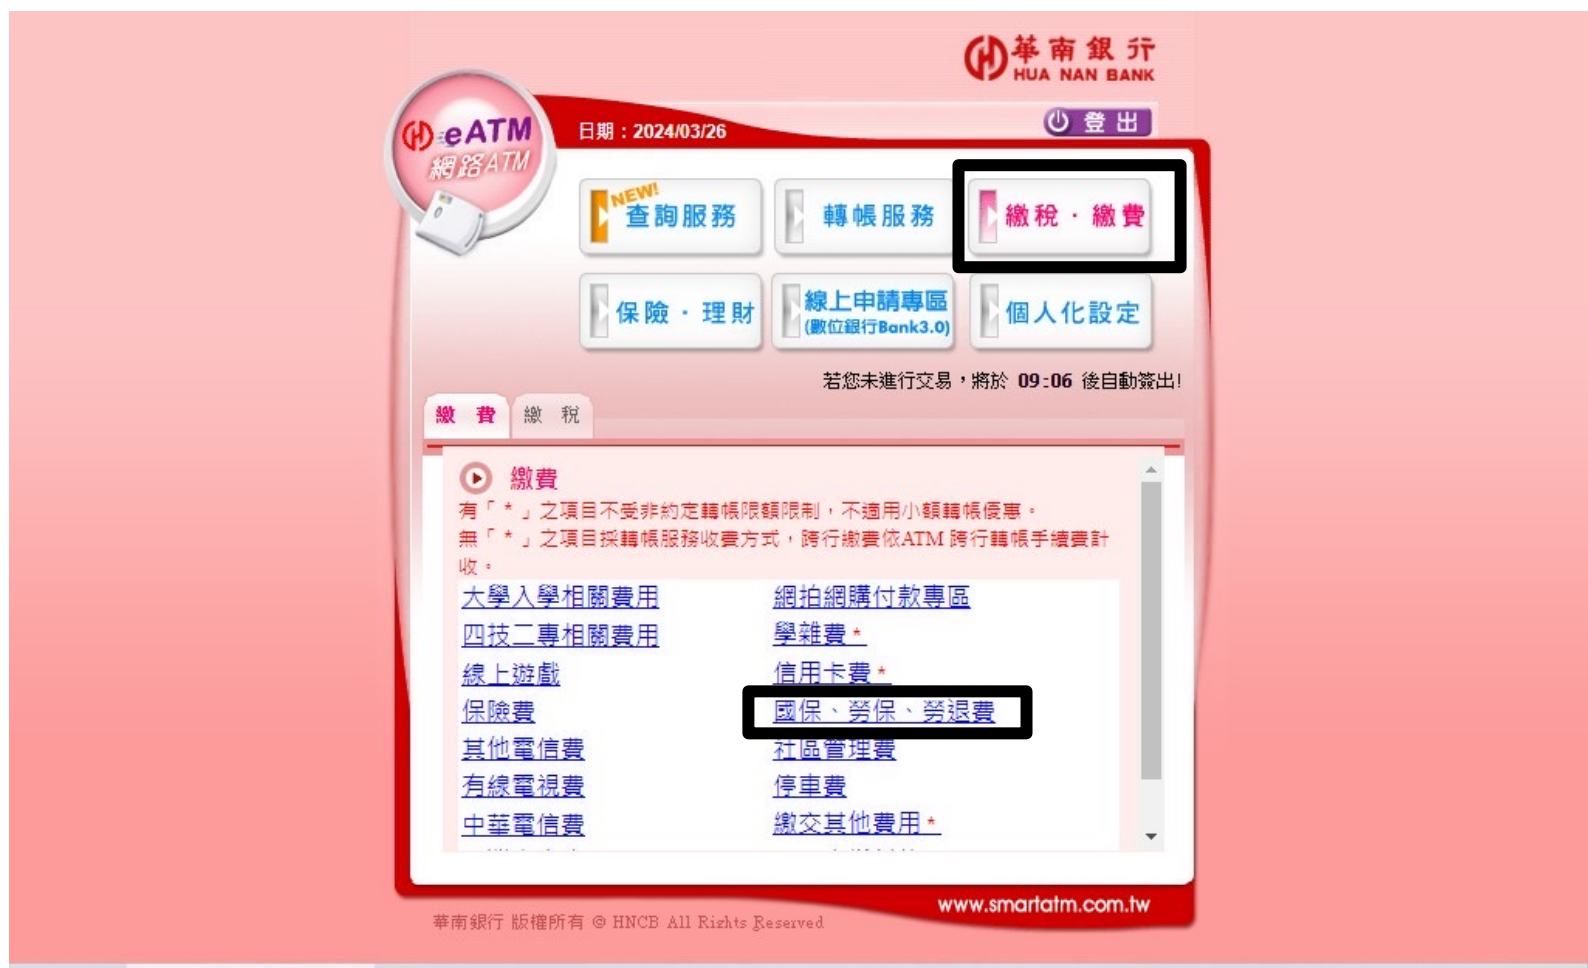 華南銀行
HUA NAN BANK
eATM
網路ATM
日期：2024/03/26
登出
NEW!
查詢服務
轉帳服務
繳稅．繳費
保險．理財
線上申請專區
(數位銀行Bank3.0)
個人化設定
若您未進行交易，將於 09:06 後自動簽出!
繳 費
繳 稅
繳費
有「*」之項目不受非約定轉帳限額限制，不適用小額轉帳優惠。
無「*」之項目採轉帳服務收費方式，跨行繳費依ATM 跨行轉帳手續費計
收。
大學入學相關費用 網拍網購付款專區
四技二專相關費用 學雜費*
線上遊戲 信用卡費*
保險費 國保、勞保、勞退費
其他電信費 社區管理費
有線電視費 停車費
中華電信費 繳交其他費用*
www.smartatm.com.tw
華南銀行 版權所有 © HNCB All Rights Reserved